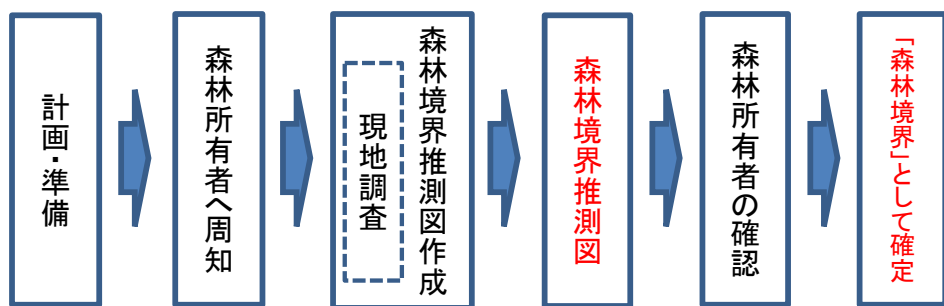 計画・準備
森林所有者へ周知
森林境界推測図作成
現地調査
森林境界推測図
森林所有者の確認
「森林境界」として確定